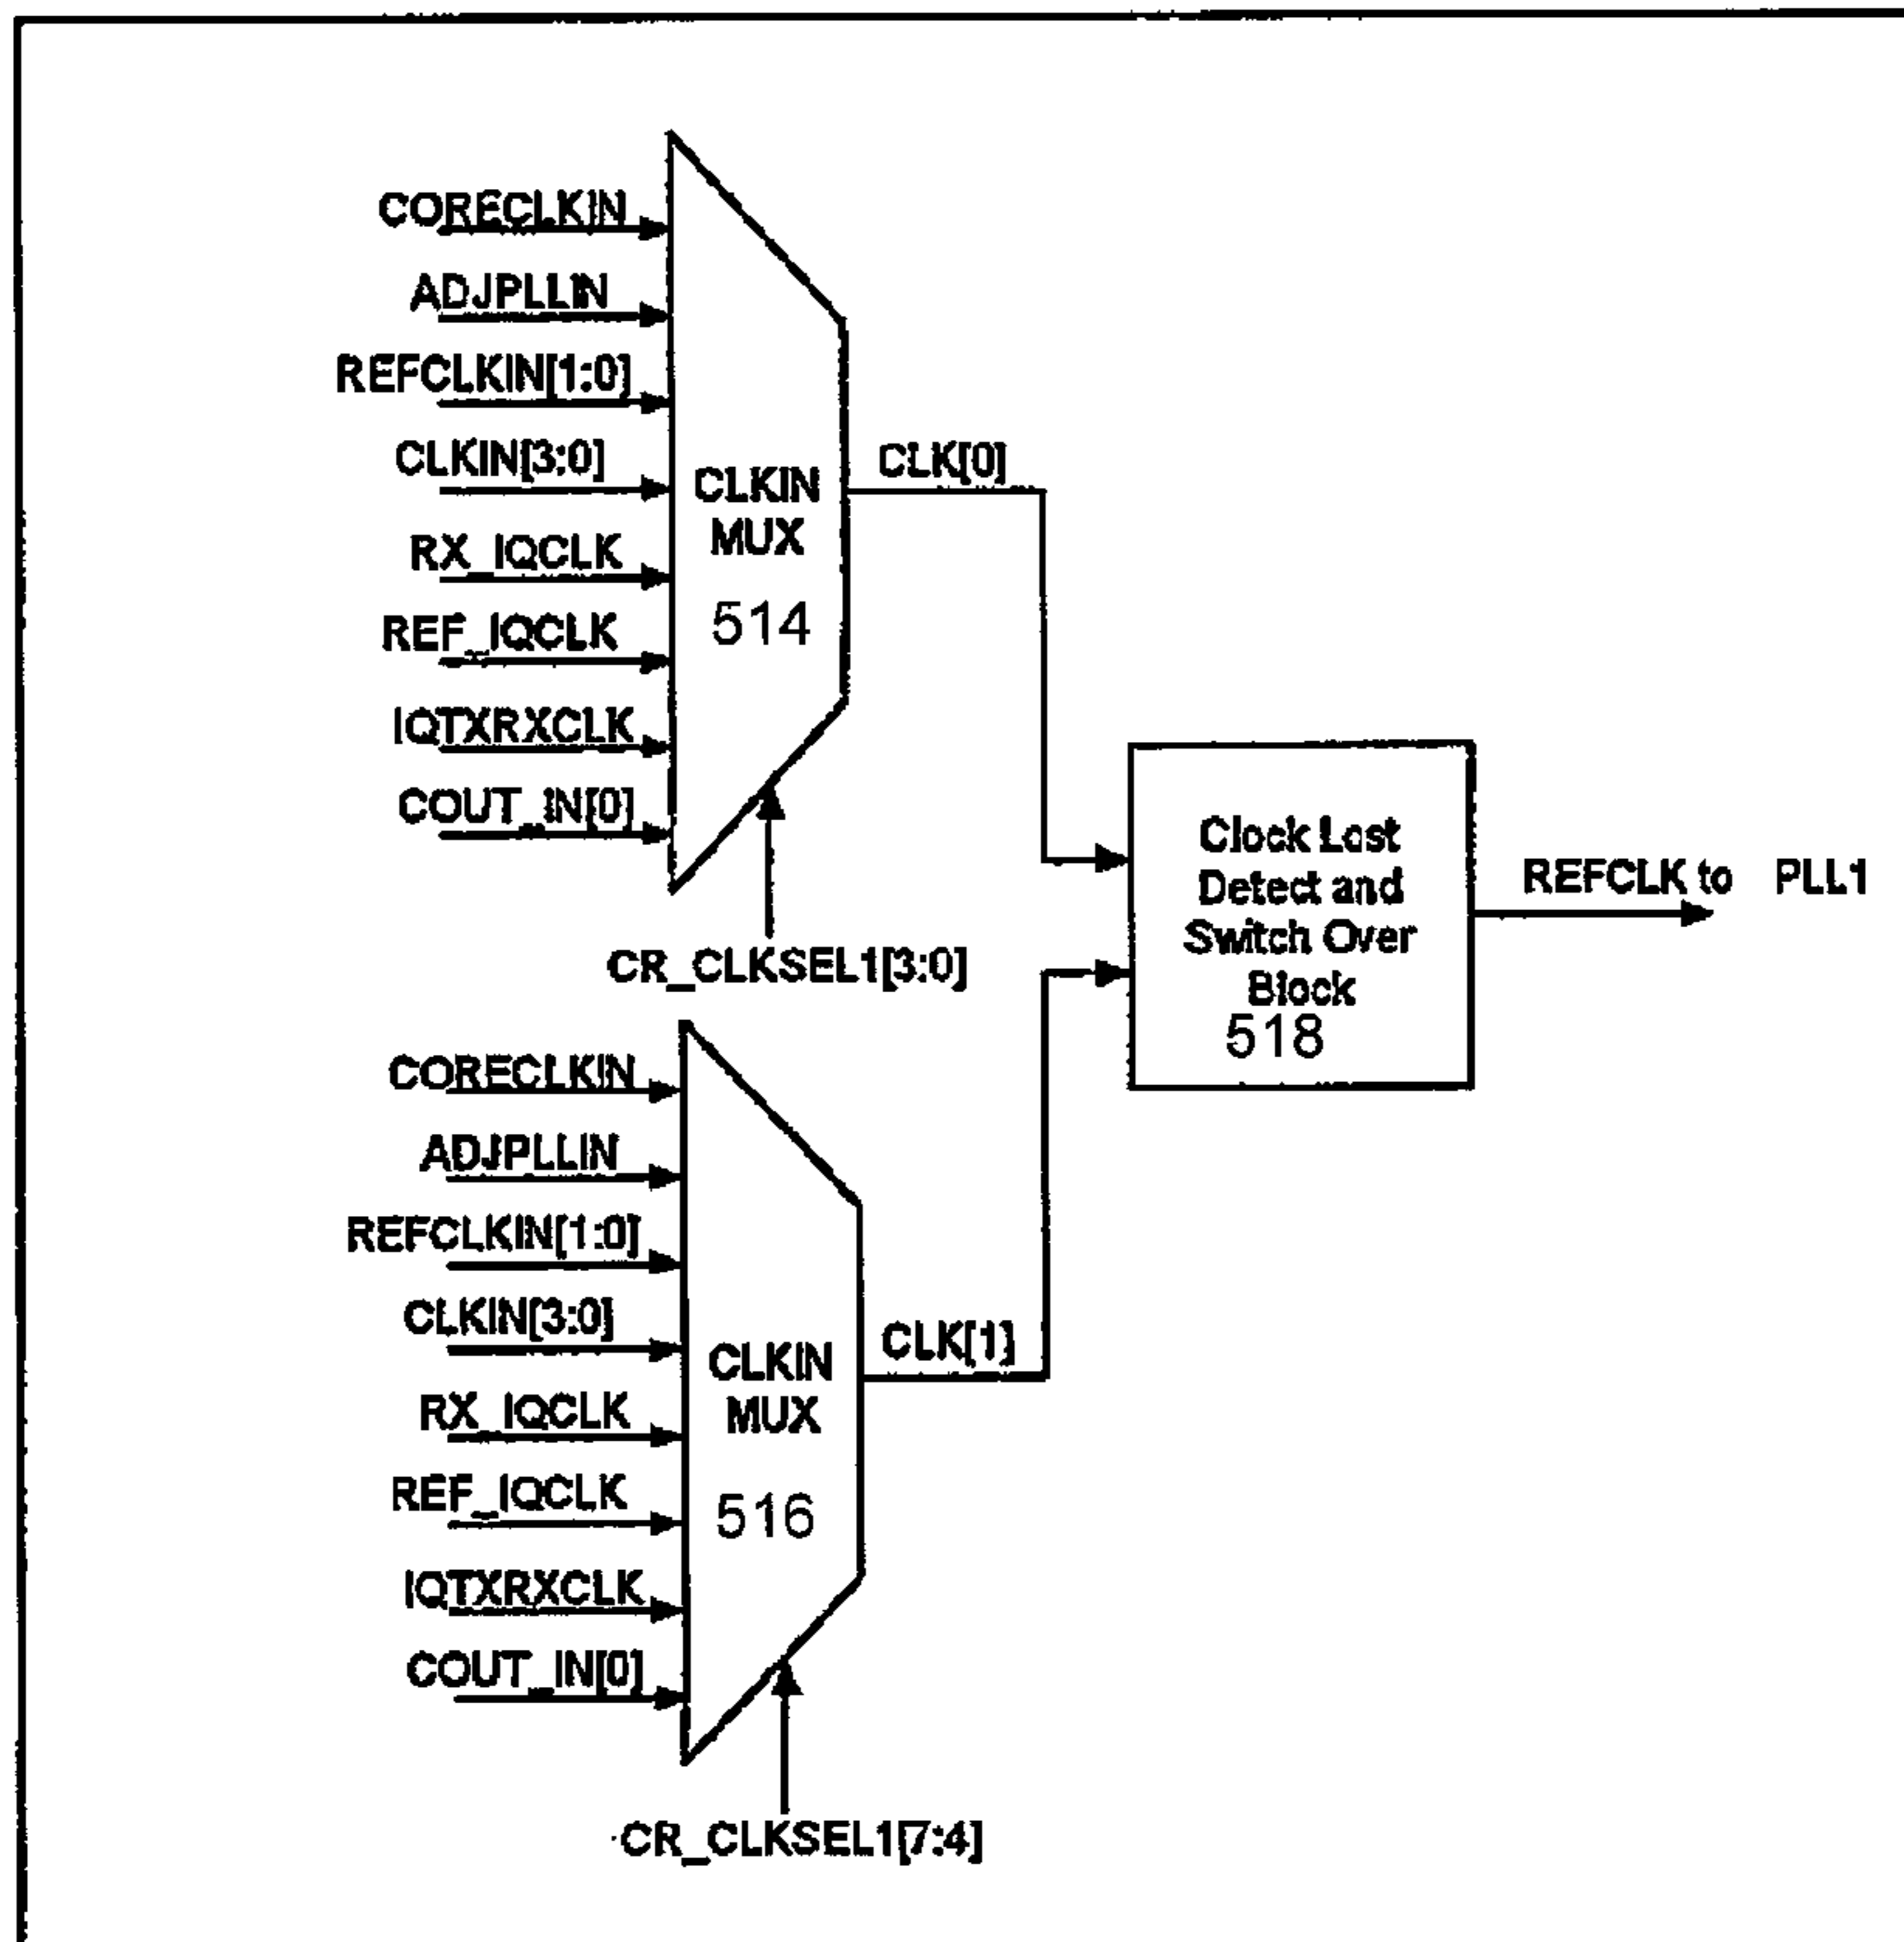 CORECLKIN
ADJPLLIN
REFCLKIN[1:0]
CLKIN[3:0]
RX_IQCLK
REF_IQCLK
IQTXRXCLK
COUT_IN[0]
CLKIN
MUX
514
CR_CLKSEL1[3:0]
CLK[0]
CORECLKIN
ADJPLLIN
REFCLKIN[1:0]
CLKIN[3:0]
RX_IQCLK
REF_IQCLK
IQTXRXCLK
COUT_IN[0]
CLKIN
MUX
516
CR_CLKSEL1[7:4]
CLK[1]
Clock Lost
Detect and
Switch Over
Block
518
REFCLK to PLL1